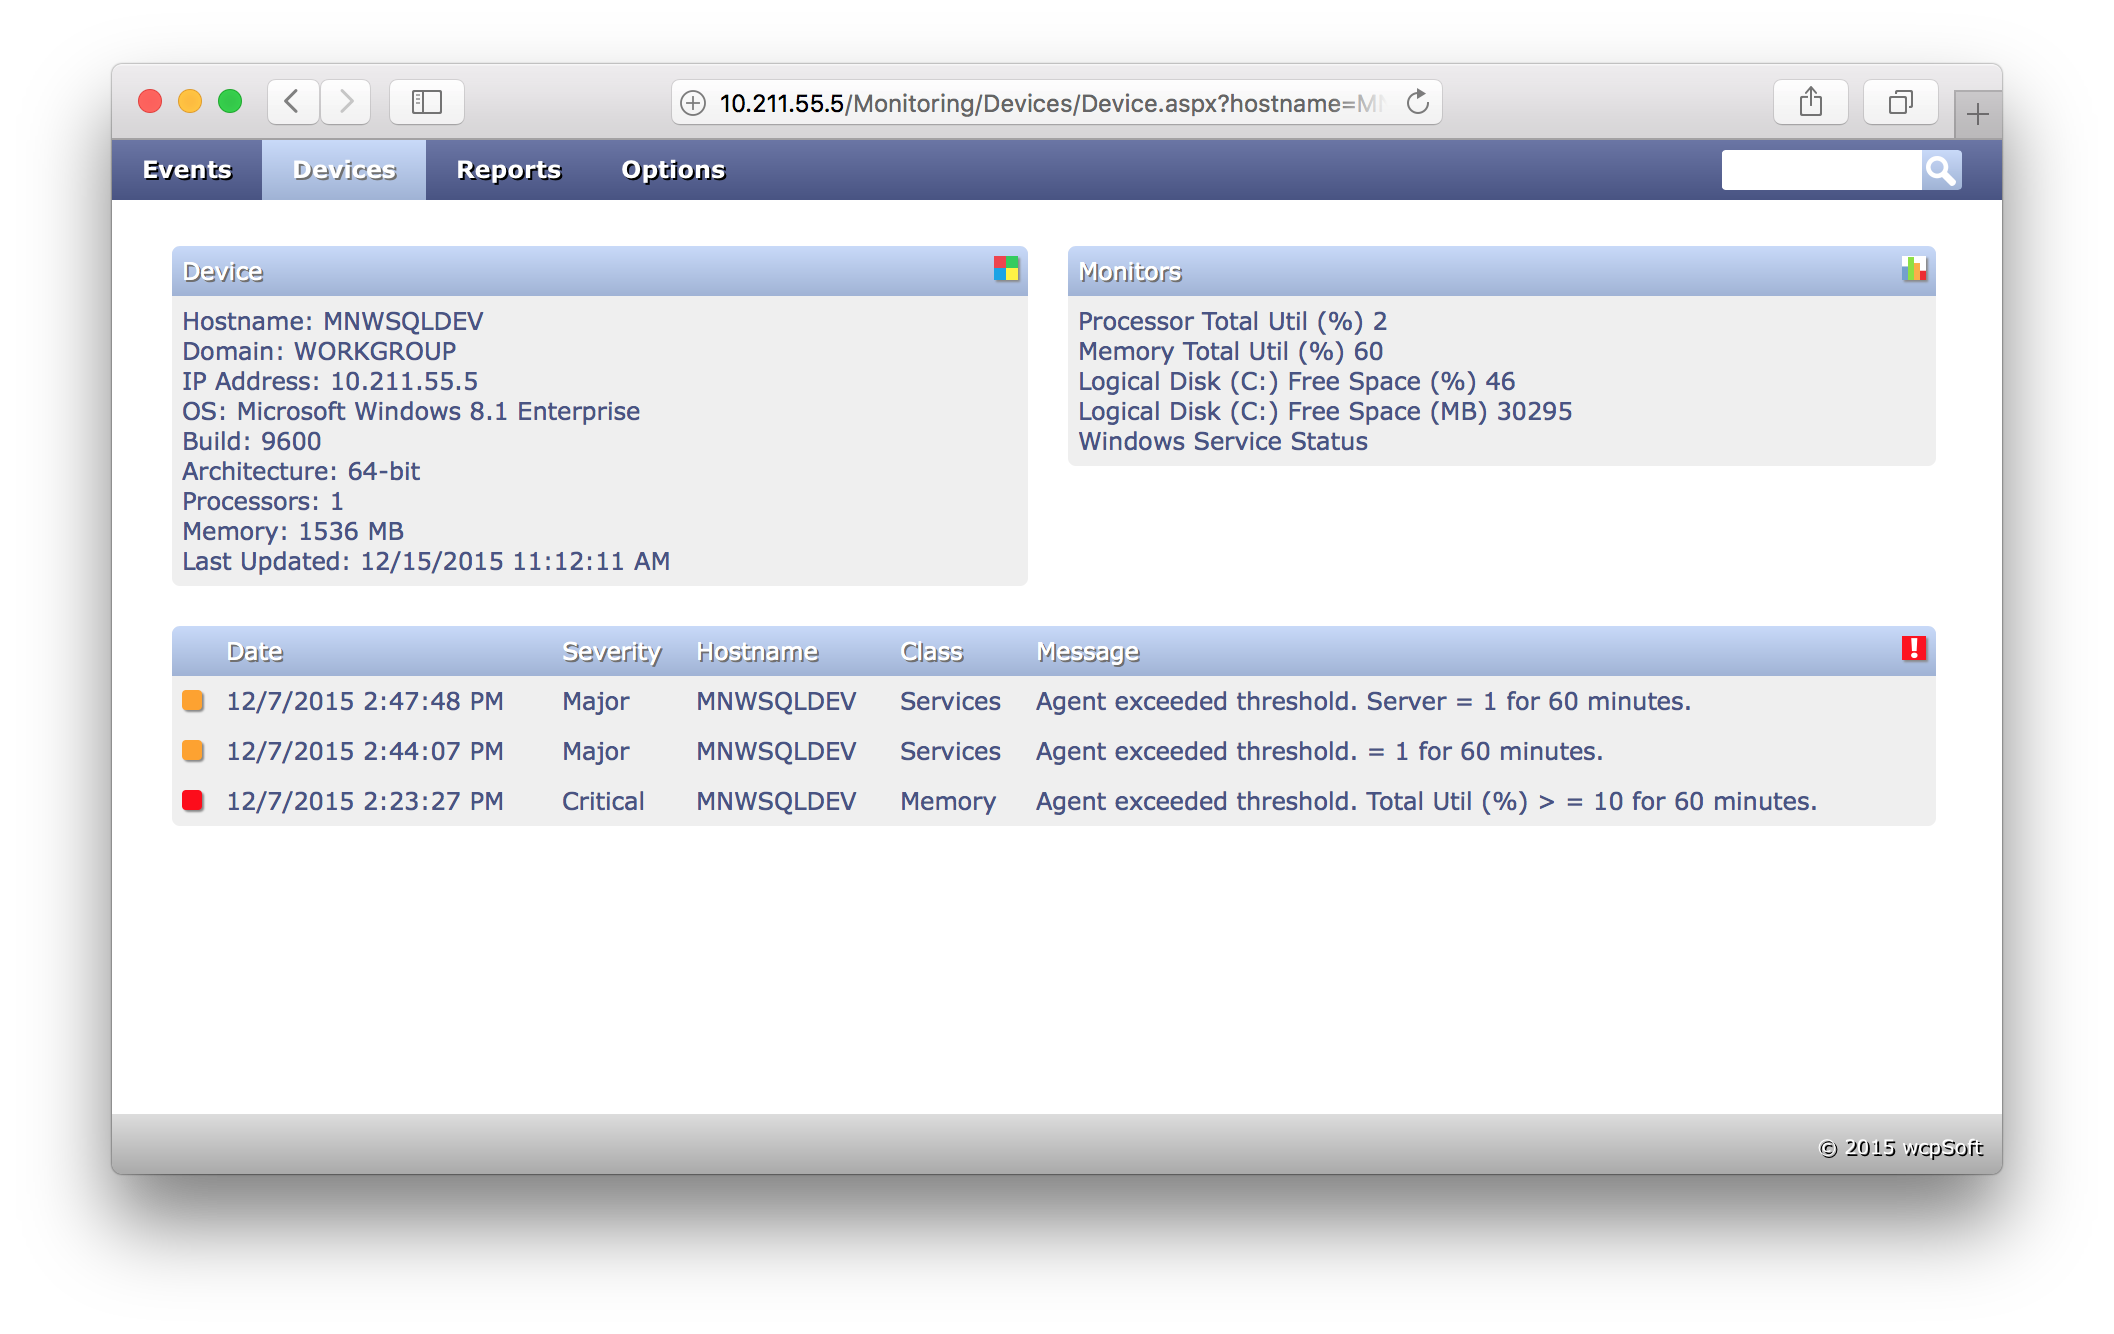 10.211.55.5/Monitoring/Devices/Device.aspx?hostname=MN
Events Devices Reports Options
Device
Hostname: MNWSQLDEV
Domain: WORKGROUP
IP Address: 10.211.55.5
OS: Microsoft Windows 8.1 Enterprise
Build: 9600
Architecture: 64-bit
Processors: 1
Memory: 1536 MB
Last Updated: 12/15/2015 11:12:11 AM
Monitors
Processor Total Util (%) 2
Memory Total Util (%) 60
Logical Disk (C:) Free Space (%) 46
Logical Disk (C:) Free Space (MB) 30295
Windows Service Status
Date Severity Hostname Class Message
12/7/2015 2:47:48 PM Major MNWSQLDEV Services Agent exceeded threshold. Server = 1 for 60 minutes.
12/7/2015 2:44:07 PM Major MNWSQLDEV Services Agent exceeded threshold. = 1 for 60 minutes.
12/7/2015 2:23:27 PM Critical MNWSQLDEV Memory Agent exceeded threshold. Total Util (%) > = 10 for 60 minutes.
© 2015 wcpSoft